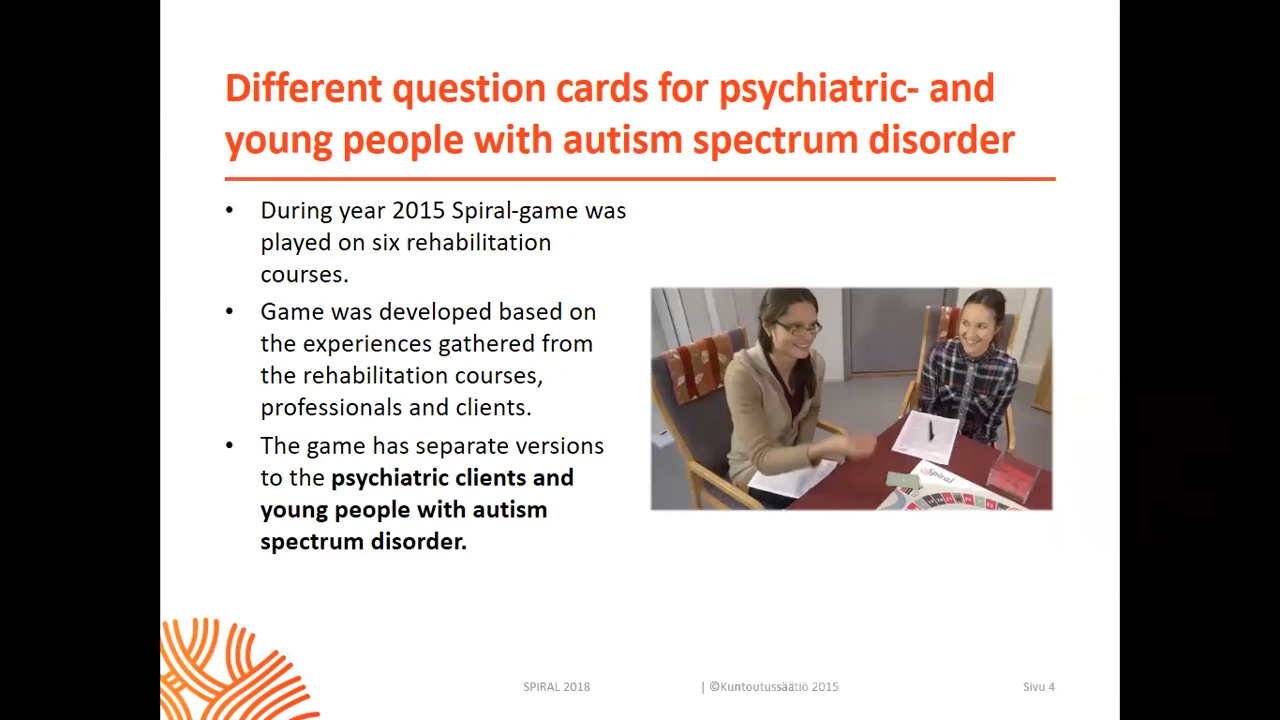 Different question cards for psychiatric- and
young people with autism spectrum disorder
• During year 2015 Spiral-game was
played on six rehabilitation
courses.
• Game was developed based on
the experiences gathered from
the rehabilitation courses,
professionals and clients.
• The game has separate versions
to the psychiatric clients and
young people with autism
spectrum disorder.
Spiral
SPIRAL 2018
| ©Kuntoutussäätiö 2015
Sivu 4